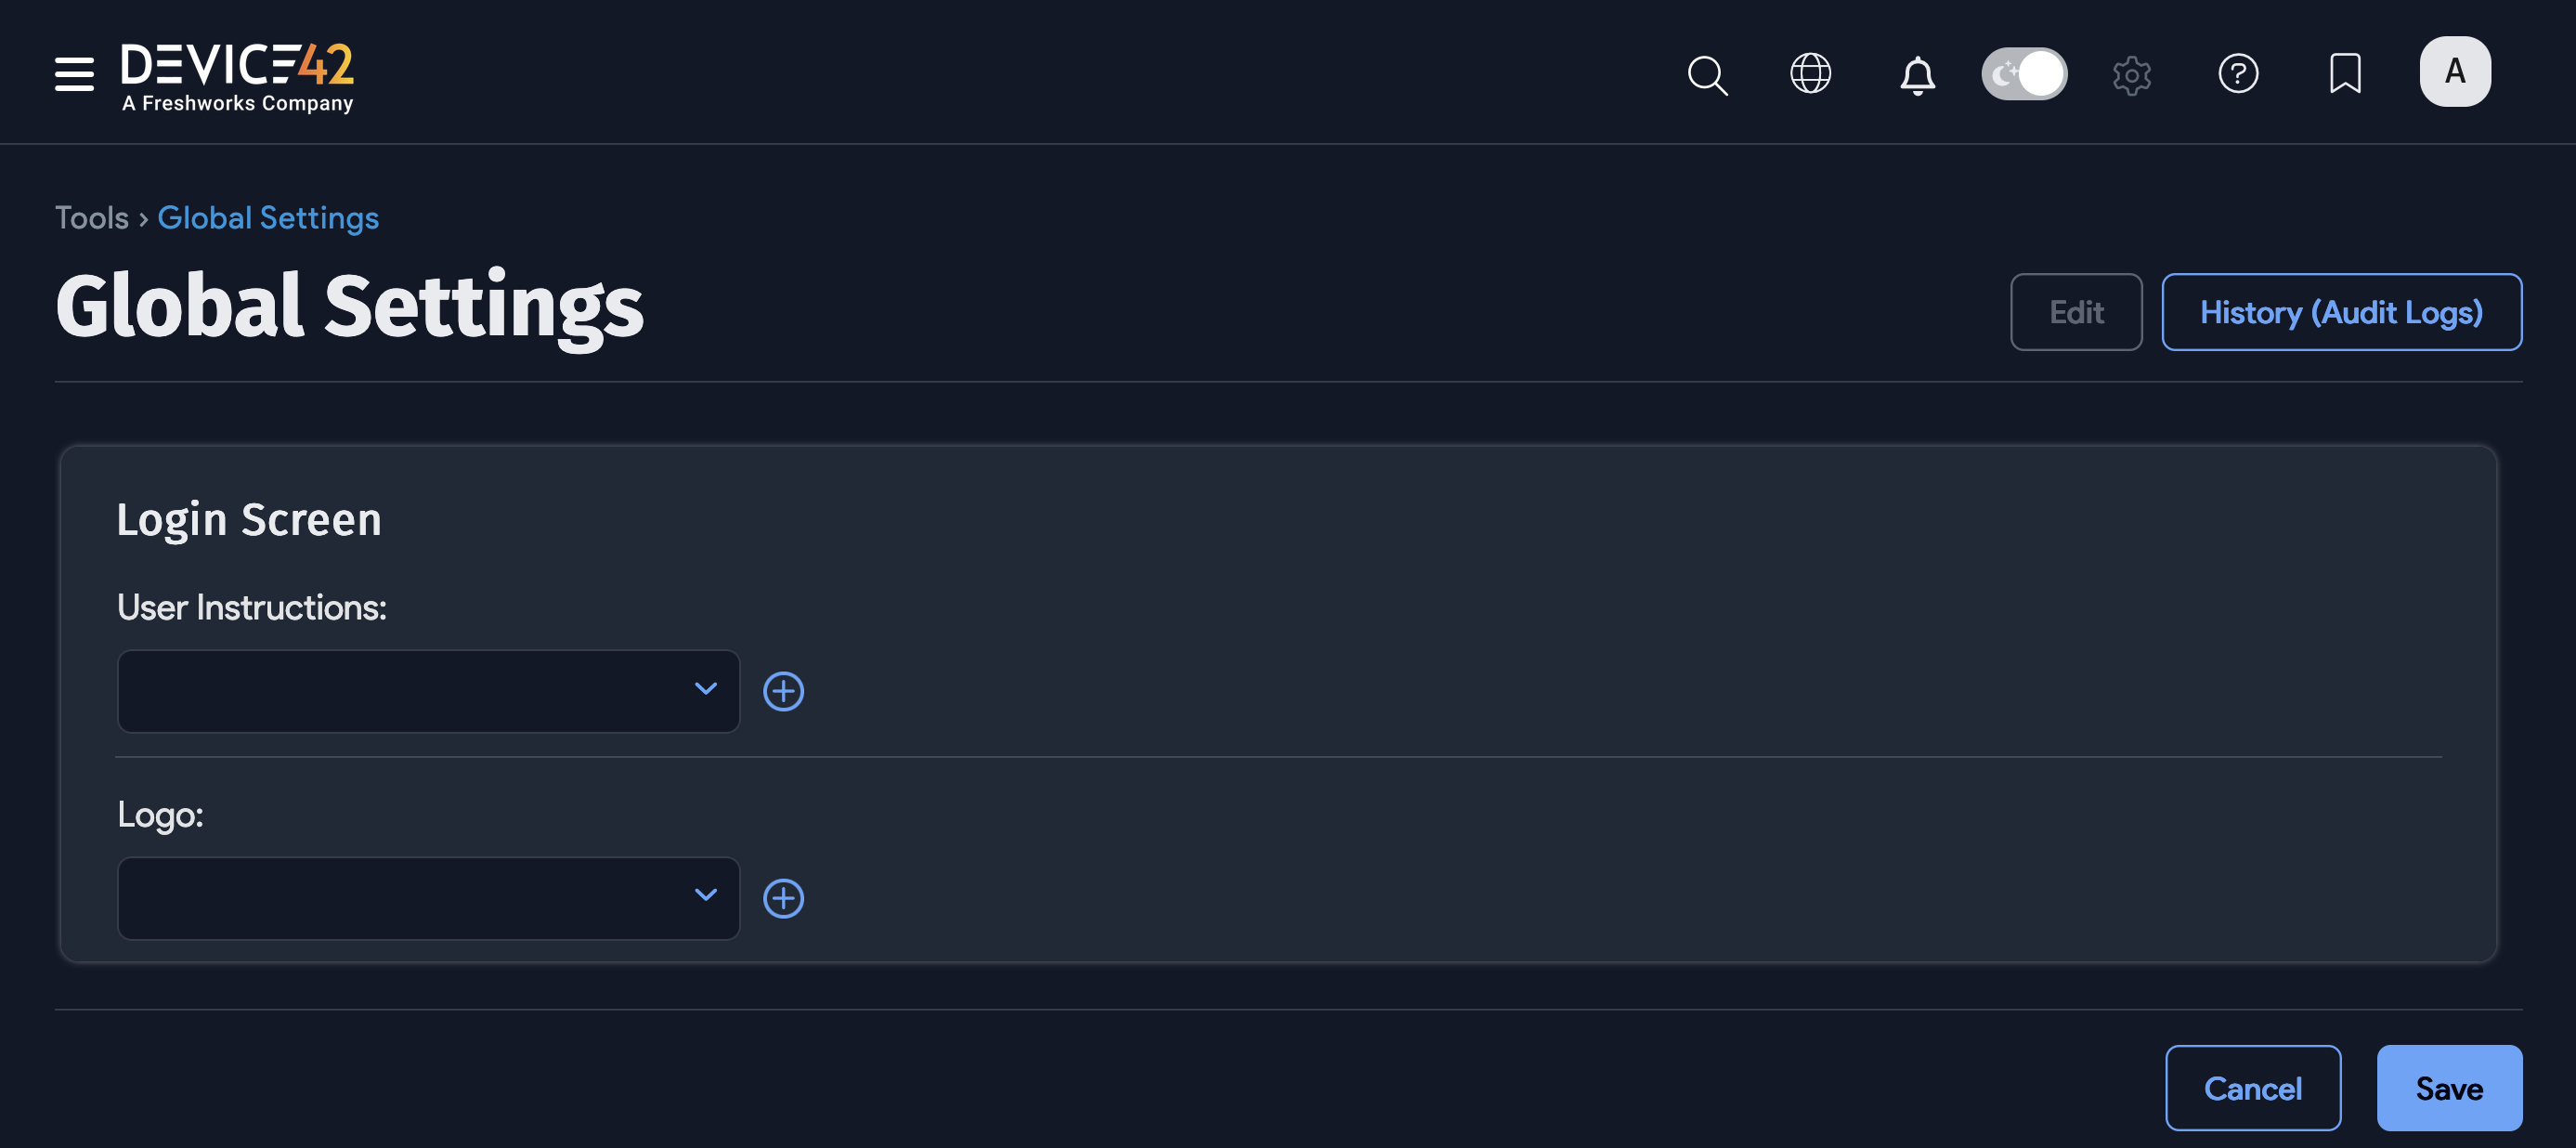 DEVICE42
A Freshworks Company
A
Tools › Global Settings
Global Settings
Edit
History (Audit Logs)
Login Screen
User Instructions:
Logo:
Cancel
Save